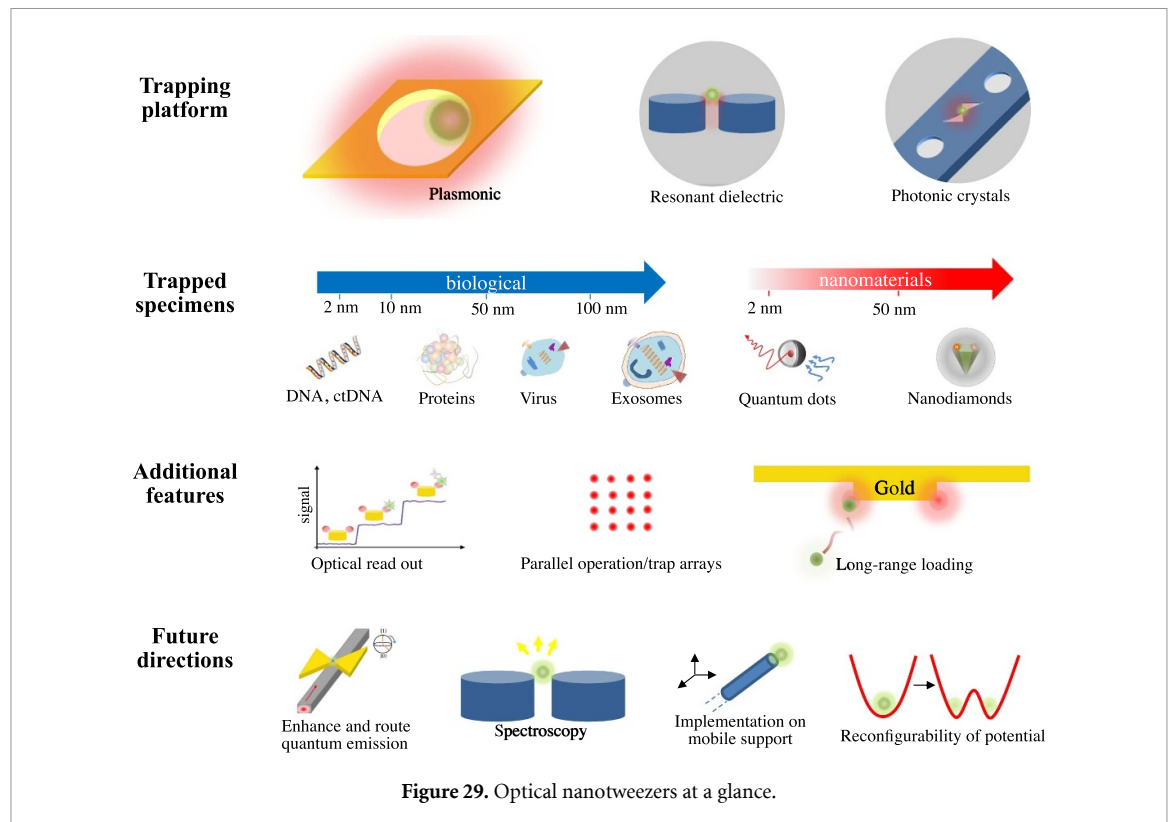 Trapping
platform
Plasmonic
Resonant dielectric
Photonic crystals
Trapped
specimens
biological
2 nm
10 nm
50 nm
100 nm
nanomaterials
2 nm
50 nm
DNA, ctDNA
Proteins
Virus
Exosomes
Quantum dots
Nanodiamonds
Additional
features
signal
Optical read out
Parallel operation/trap arrays
Gold
Long-range loading
Future
directions
Enhance and route
quantum emission
Spectroscopy
Implementation on
mobile support
Reconfigurability of potential
Figure 29. Optical nanotweezers at a glance.